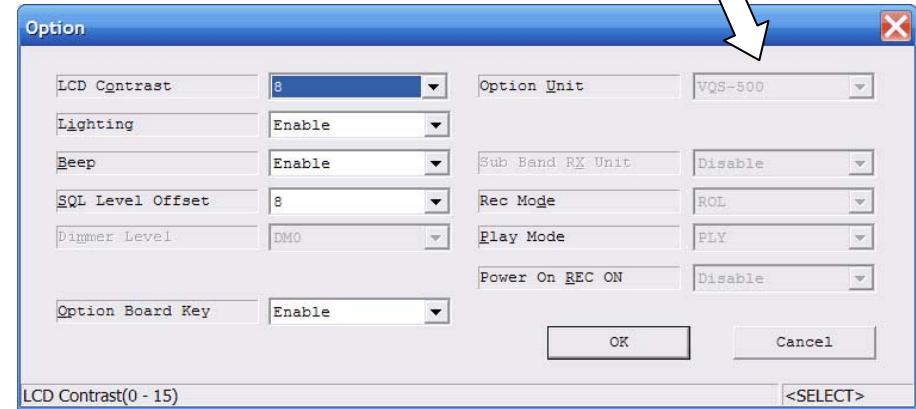 Option
LCD Contrast 8 Option Unit VQS-500
Lighting Enable
Beep Enable Sub Band RX Unit Disable
SQL Level Offset 8 Rec Mode ROL
Dimmer Level DM0 Play Mode PLY
Power On REC ON Disable
Option Board Key Enable
OK Cancel
LCD Contrast(0 - 15) <SELECT>